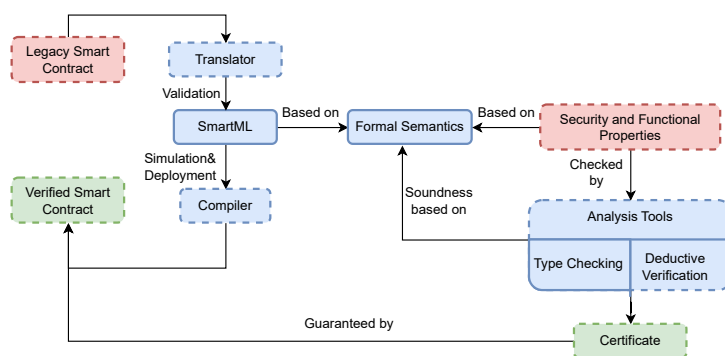 Legacy Smart
Contract
Translator
Validation
SmartML
Based on
Formal Semantics
Based on
Security and Functional
Properties
Simulation&
Deployment
Checked
by
Verified Smart
Contract
Compiler
Soundness
based on
Analysis Tools
Type Checking
Deductive
Verification
Guaranteed by
Certificate